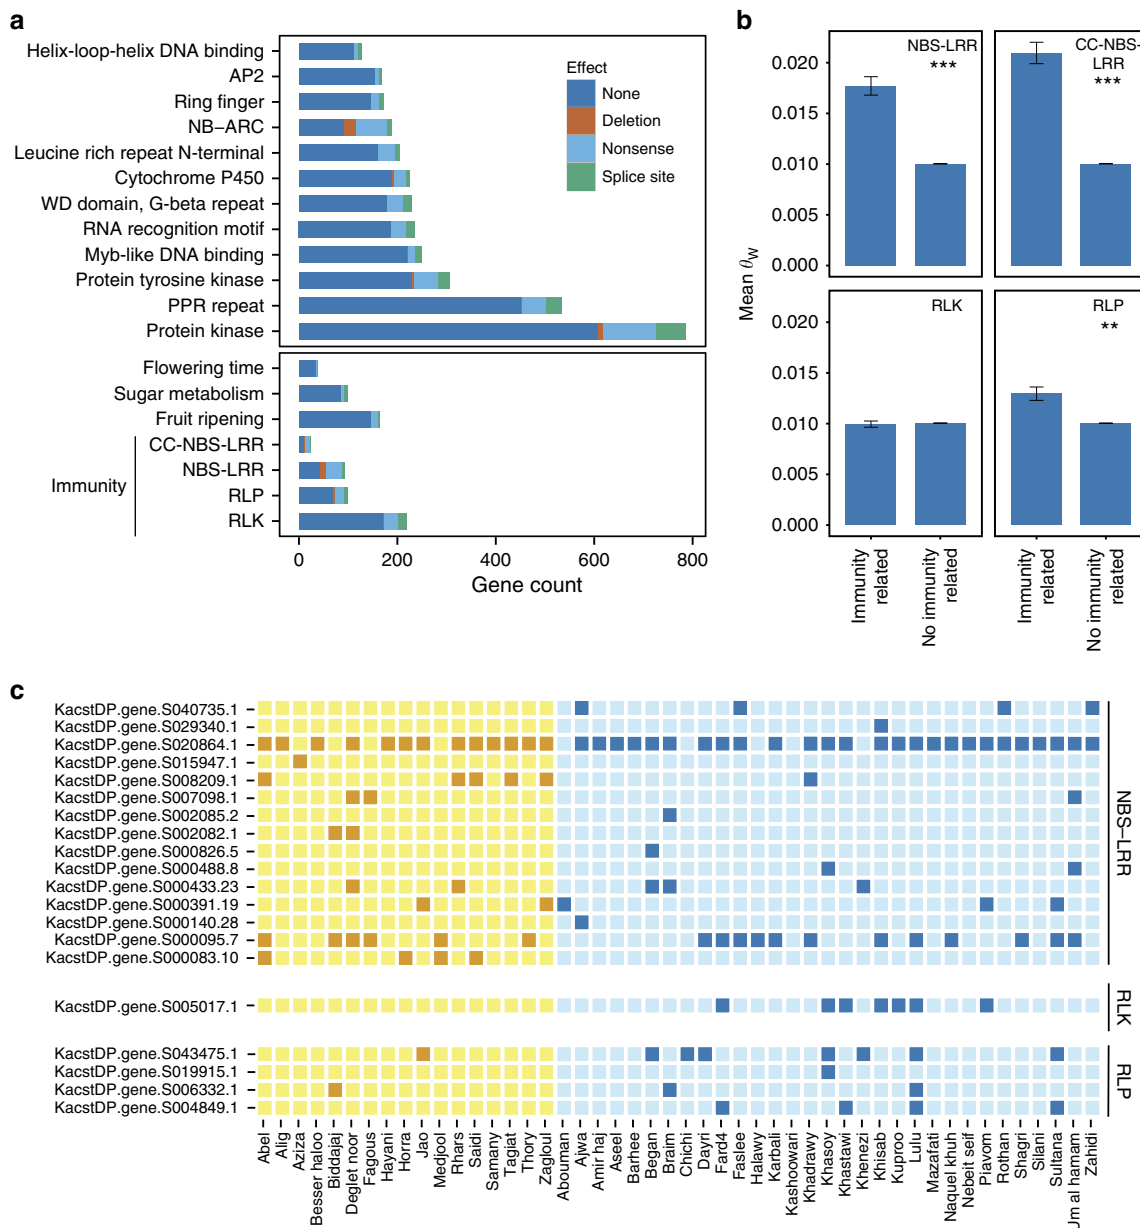 a
Helix-loop-helix DNA binding
AP2
Ring finger
NB–ARC
Leucine rich repeat N-terminal
Cytochrome P450
WD domain, G-beta repeat
RNA recognition motif
Myb-like DNA binding
Protein tyrosine kinase
PPR repeat
Protein kinase
Effect
None
Deletion
Nonsense
Splice site
Flowering time
Sugar metabolism
Fruit ripening
CC-NBS-LRR
NBS-LRR
RLP
RLK
Immunity
0 200 400 600 800
Gene count
b
Mean θW
0.020
0.015
0.010
0.005
0.000
NBS-LRR
***
CC-NBS-
LRR
***
0.020
0.015
0.010
0.005
0.000
RLK
RLP
**
Immunity
related
No immunity
related
Immunity
related
No immunity
related
c
KacstDP.gene.S040735.1
KacstDP.gene.S029340.1
KacstDP.gene.S020864.1
KacstDP.gene.S015947.1
KacstDP.gene.S008209.1
KacstDP.gene.S007098.1
KacstDP.gene.S002085.2
KacstDP.gene.S002082.1
KacstDP.gene.S000826.5
KacstDP.gene.S000488.8
KacstDP.gene.S000433.23
KacstDP.gene.S000391.19
KacstDP.gene.S000140.28
KacstDP.gene.S000095.7
KacstDP.gene.S000083.10
NBS–LRR
KacstDP.gene.S005017.1
RLK
KacstDP.gene.S043475.1
KacstDP.gene.S019915.1
KacstDP.gene.S006332.1
KacstDP.gene.S004849.1
RLP
Abel
Alig
Aziza
Besser haloo
Biddajaj
Deglet noor
Fagous
Hayani
Horra
Jao
Medjool
Rhars
Saidi
Samany
Tagiat
Thory
Zagloul
Abouman
Ajwa
Amir haj
Aseel
Barhee
Began
Braim
Chichi
Dayri
Fard4
Faslee
Halawy
Karbali
Kashoowari
Khadrawy
Khasoy
Khastawi
Khenezi
Khisab
Kuproo
Lulu
Mazafati
Naquel khuh
Nebeit seif
Piavom
Rothan
Shagri
Silani
Sultana
Um al hamam
Zahidi